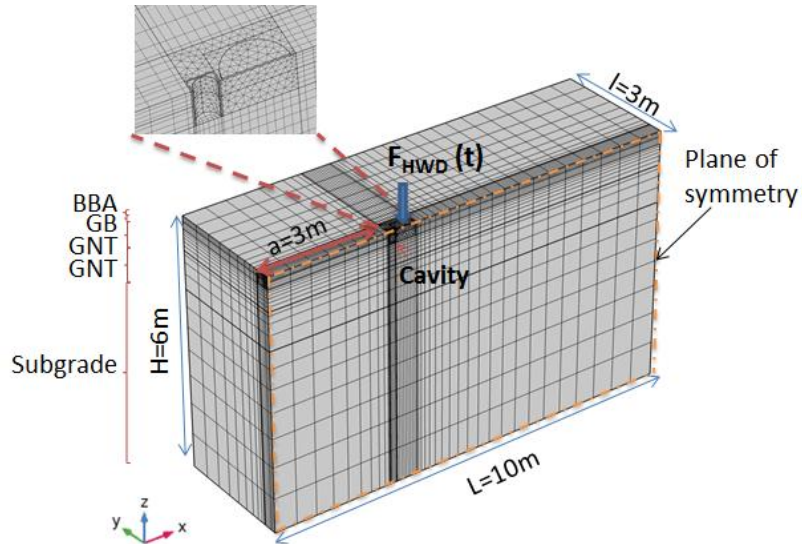 l=3m
F_HWD (t)
Plane of
symmetry
BBA
GB
GNT
GNT
a=3m
Cavity
H=6m
Subgrade
L=10m
z
y
x